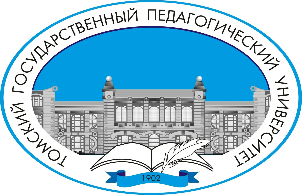 ТОМСКИЙ ГОСУДАРСТВЕННЫЙ ПЕДАГОГИЧЕСКИЙ УНИВЕРСИТЕТ
1902